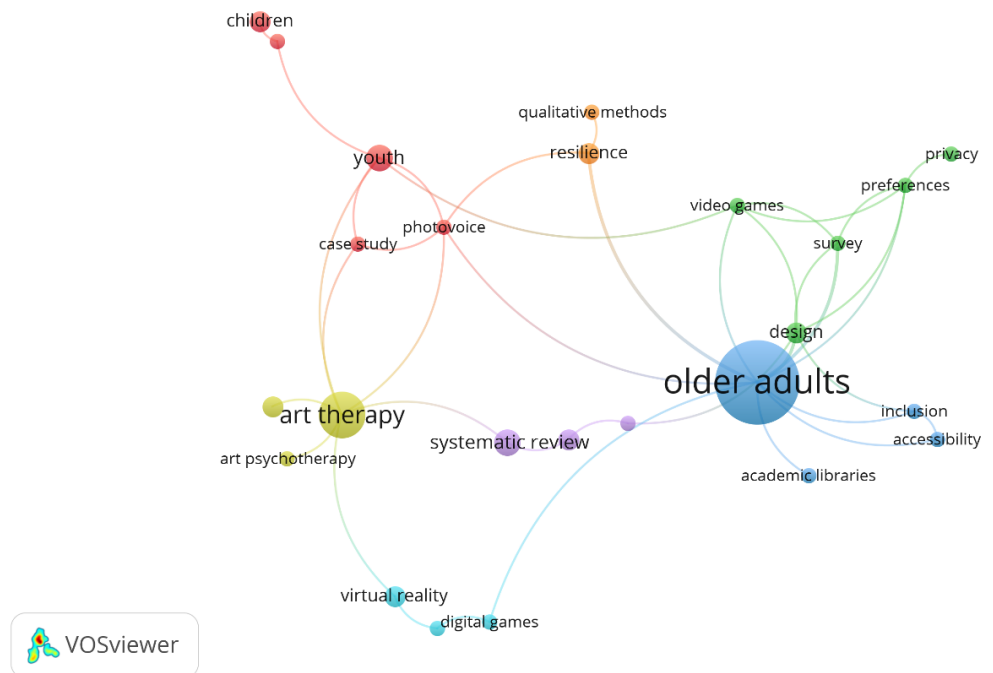 children
qualitative methods
youth
resilience
privacy
preferences
video games
photovoice
case study
survey
design
older adults
art therapy
inclusion
systematic review
accessibility
art psychotherapy
academic libraries
virtual reality
digital games
VOSviewer